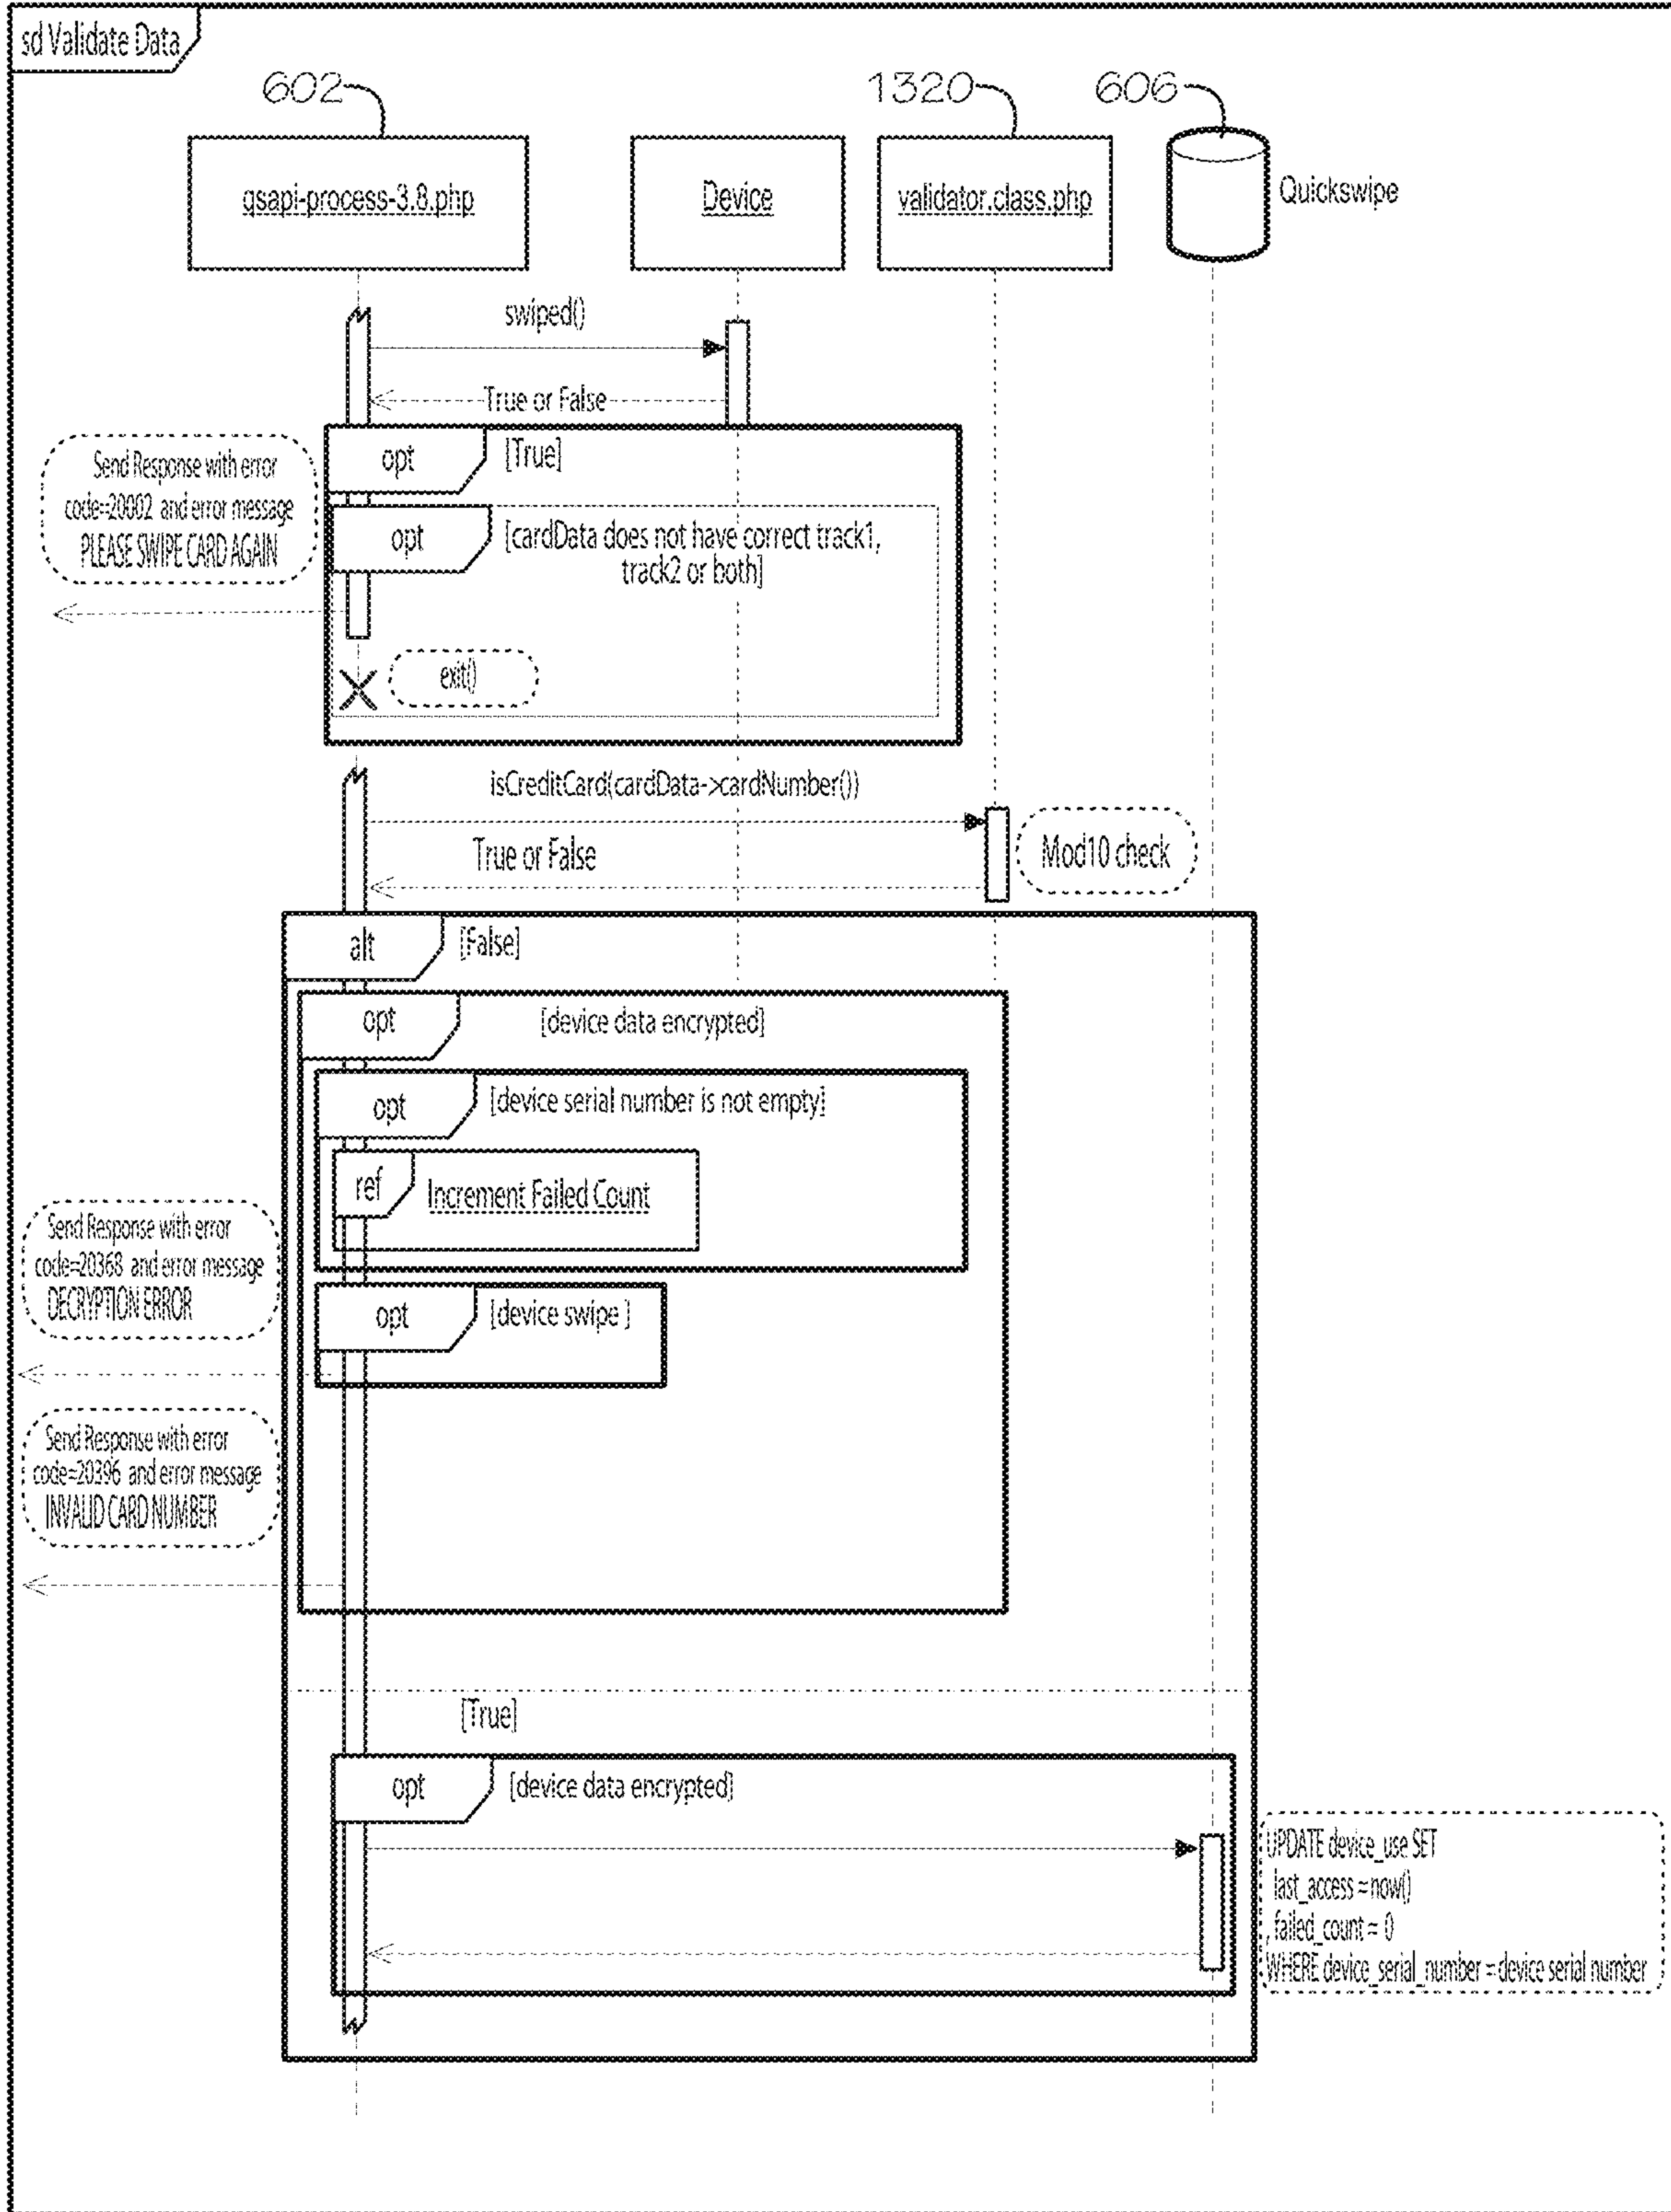 sd Validate Data
602
1320
606
qsapi-process-3.8.php
Device
validator.class.php
Quickswipe
swiped()
True or False
opt
[True]
Send Response with error
code=20002 and error message
PLEASE SWIPE CARD AGAIN
opt
[cardData does not have correct track1,
track2 or both]
exit()
isCreditCard(cardData->cardNumber())
True or False
Mod10 check
alt
[False]
opt
[device data encrypted]
opt
[device serial number is not empty]
ref
Increment Failed Count
Send Response with error
code=20368 and error message
DECRYPTION ERROR
opt
[device swipe ]
Send Response with error
code=20396 and error message
INVALID CARD NUMBER
[True]
opt
[device data encrypted]
UPDATE device_use SET
last_access = now()
, failed_count = 0
WHERE device_serial_number = device serial number